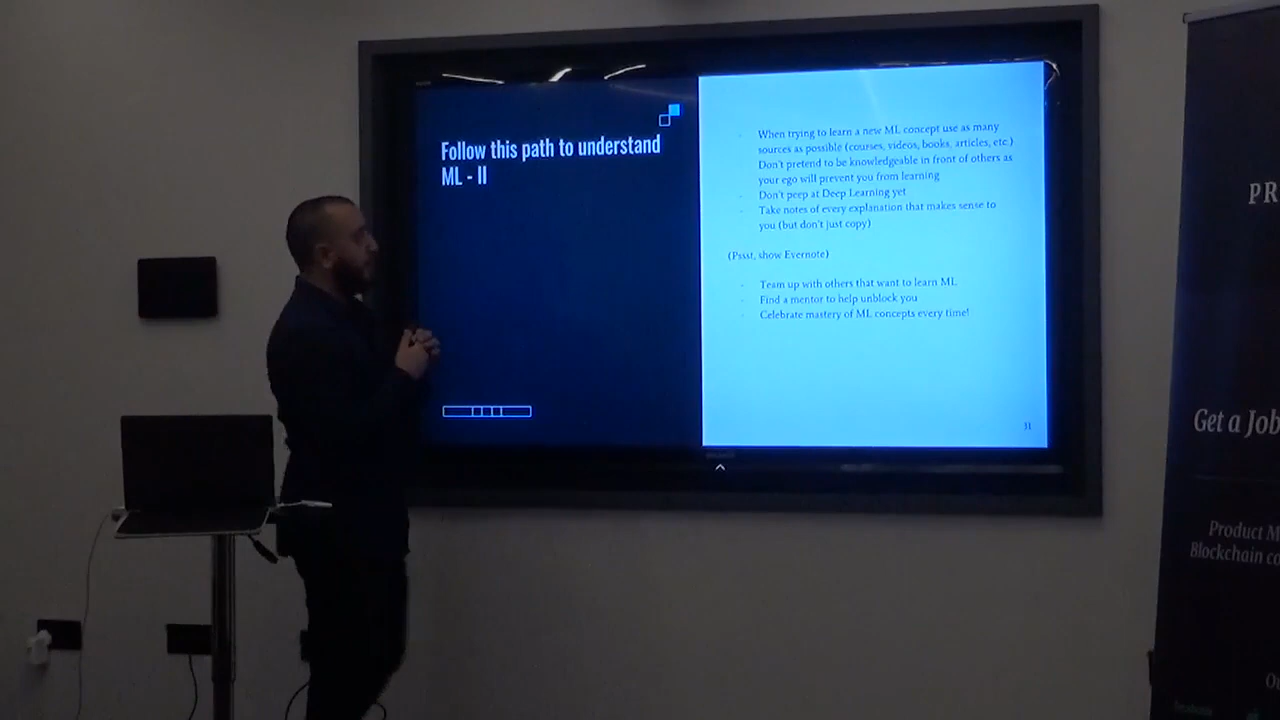 Follow this path to understand
ML - II
- When trying to learn a new ML concept use as many
sources as possible (courses, videos, books, articles, etc.)
Don't pretend to be knowledgeable in front of others as
your ego will prevent you from learning
- Don't peep at Deep Learning yet
- Take notes of every explanation that makes sense to
you (but don't just copy)
(Pssst, show Evernote)
- Team up with others that want to learn ML
- Find a mentor to help unblock you
- Celebrate mastery of ML concepts every time!
31
PR
Get a Job
Product M
Blockchain co